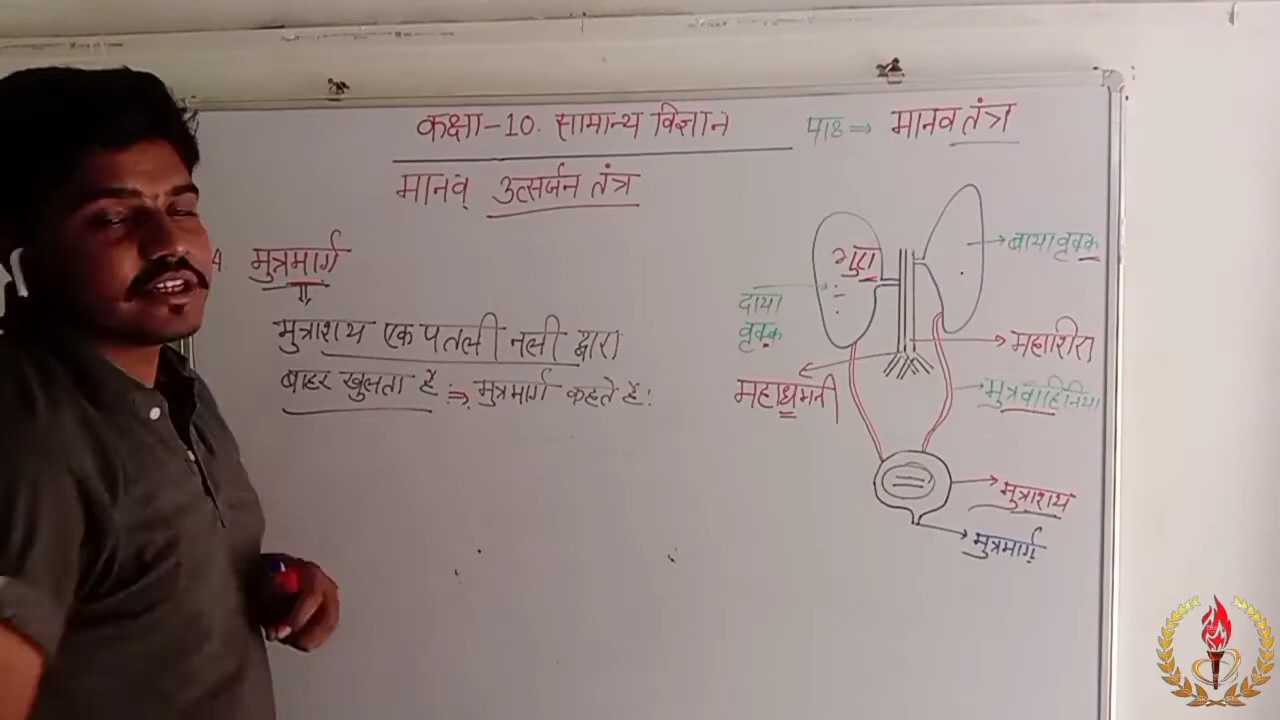 कक्षा-10. सामान्य विज्ञान
पाठ ⇒ मानव तंत्र
मानव उत्सर्जन तंत्र
4. मुत्रमार्ग
मुत्राशय एक पतली नली द्वारा
बाहर खुलता है ⇒ मुत्रमार्ग कहते है!
भुरा
बाया वृक्क
दाया
वृक्क
महाशीरा
महाधमनी
मुत्रवाहिनिया
मुत्राशय
मुत्रमार्ग